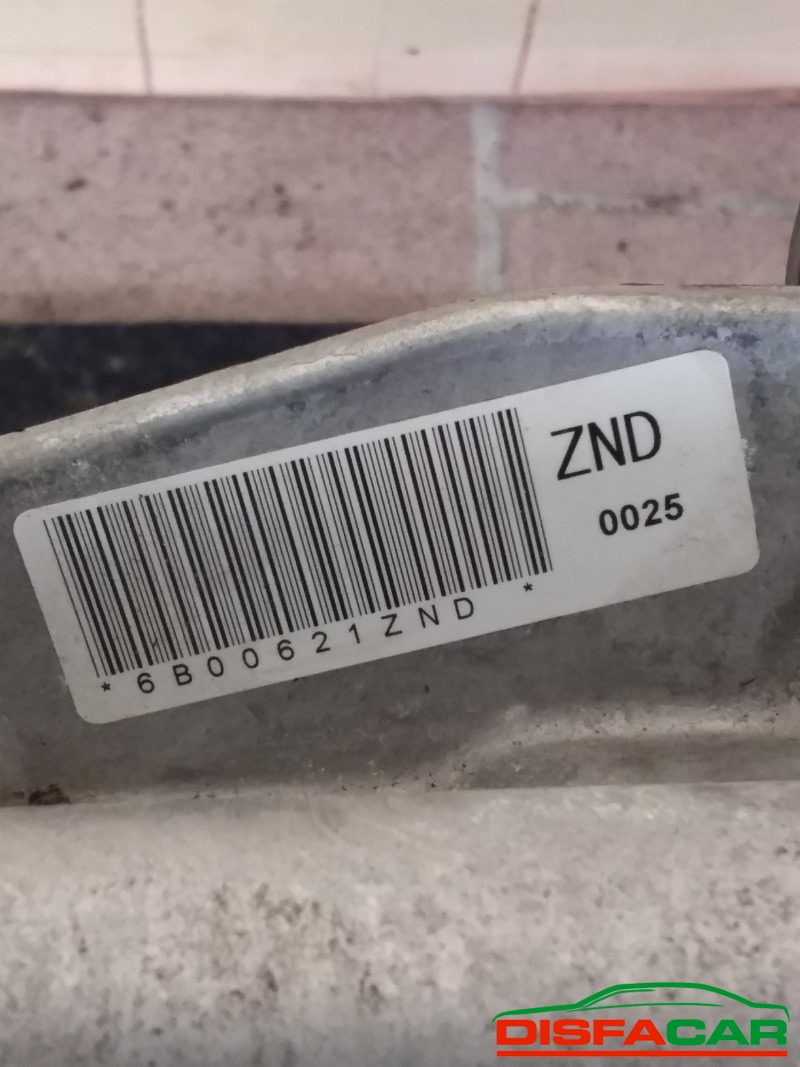 ZND
0025
*6B00621ZND*
DISFACAR